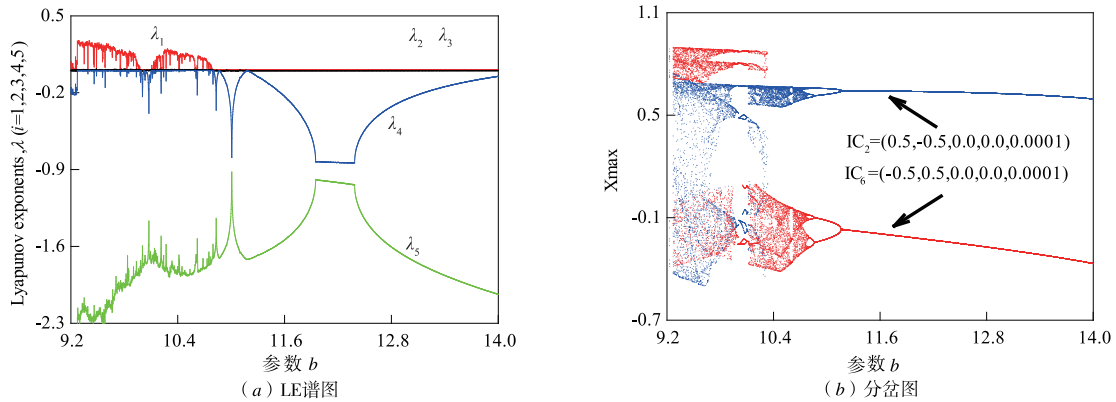 0.5
-0.2
-0.9
-1.6
-2.3
Lyapunov exponents,λ (i=1,2,3,4,5)
λ1
λ2 λ3
λ4
λ5
9.2 10.4 11.6 12.8 14.0
参数 b
(a) LE谱图
1.1
0.5
-0.1
-0.7
Xmax
IC2=(0.5,-0.5,0.0,0.0,0.0001)
IC6=(-0.5,0.5,0.0,0.0,0.0001)
9.2 10.4 11.6 12.8 14.0
参数 b
(b) 分岔图